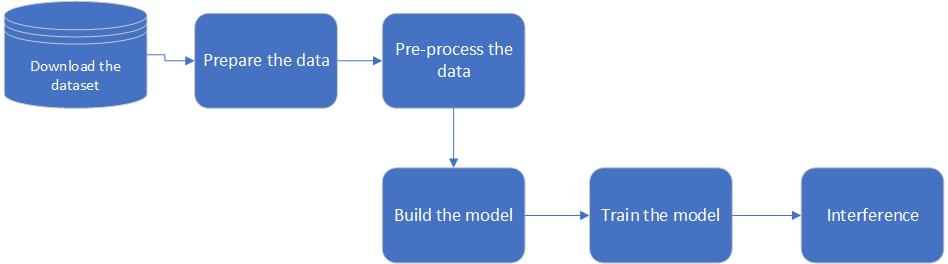 Download the
dataset
Prepare the data
Pre-process the
data
Build the model
Train the model
Interference